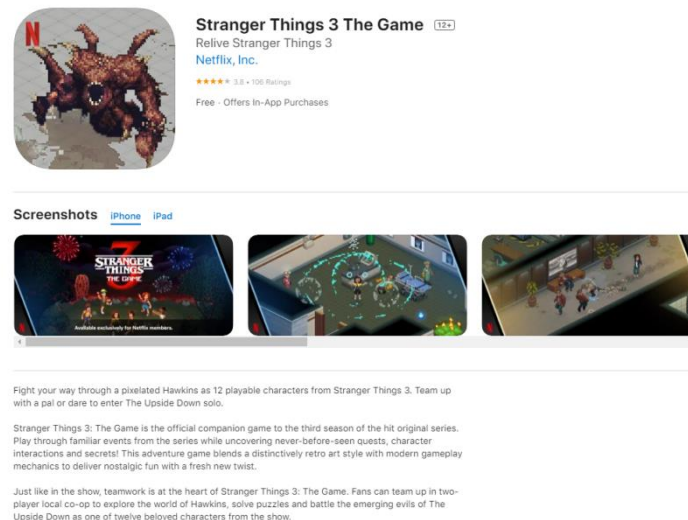 N
Stranger Things 3 The Game 12+
Relive Stranger Things 3
Netflix, Inc.
3.8 • 106 Ratings
Free · Offers In-App Purchases
Screenshots iPhone iPad
3
STRANGER
THINGS
THE GAME
Available exclusively for Netflix members.
N
N
N
Fight your way through a pixelated Hawkins as 12 playable characters from Stranger Things 3. Team up
with a pal or dare to enter The Upside Down solo.
Stranger Things 3: The Game is the official companion game to the third season of the hit original series.
Play through familiar events from the series while uncovering never-before-seen quests, character
interactions and secrets! This adventure game blends a distinctively retro art style with modern gameplay
mechanics to deliver nostalgic fun with a fresh new twist.
Just like in the show, teamwork is at the heart of Stranger Things 3: The Game. Fans can team up in two-
player local co-op to explore the world of Hawkins, solve puzzles and battle the emerging evils of The
Upside Down as one of twelve beloved characters from the show.